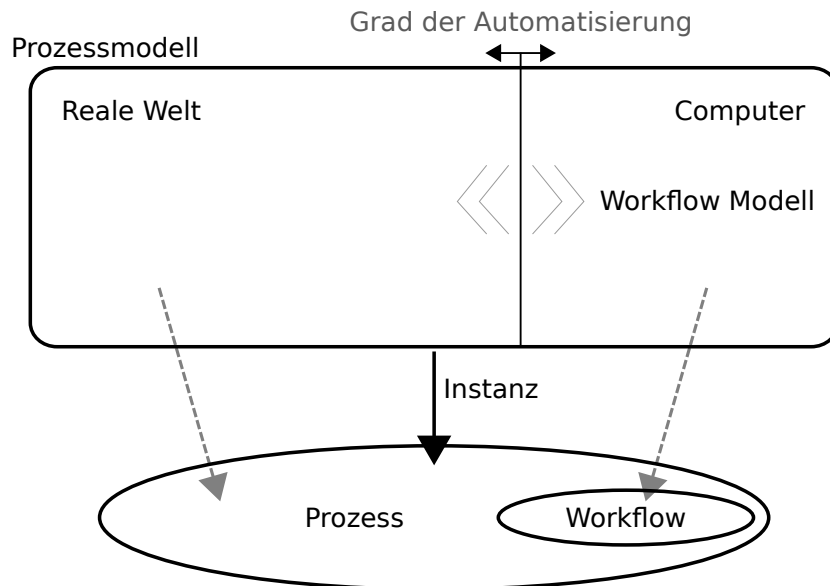 Grad der Automatisierung
Prozessmodell
Reale Welt
Computer
Workflow Modell
Instanz
Prozess
Workflow